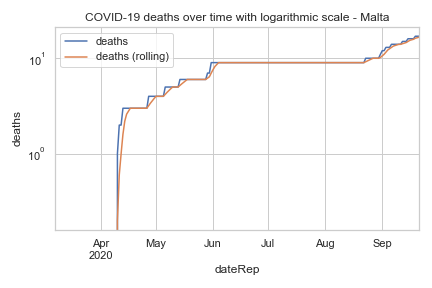 COVID-19 deaths over time with logarithmic scale - Malta
deaths
deaths (rolling)
10¹
10⁰
deaths
Apr
2020
May
Jun
Jul
Aug
Sep
dateRep